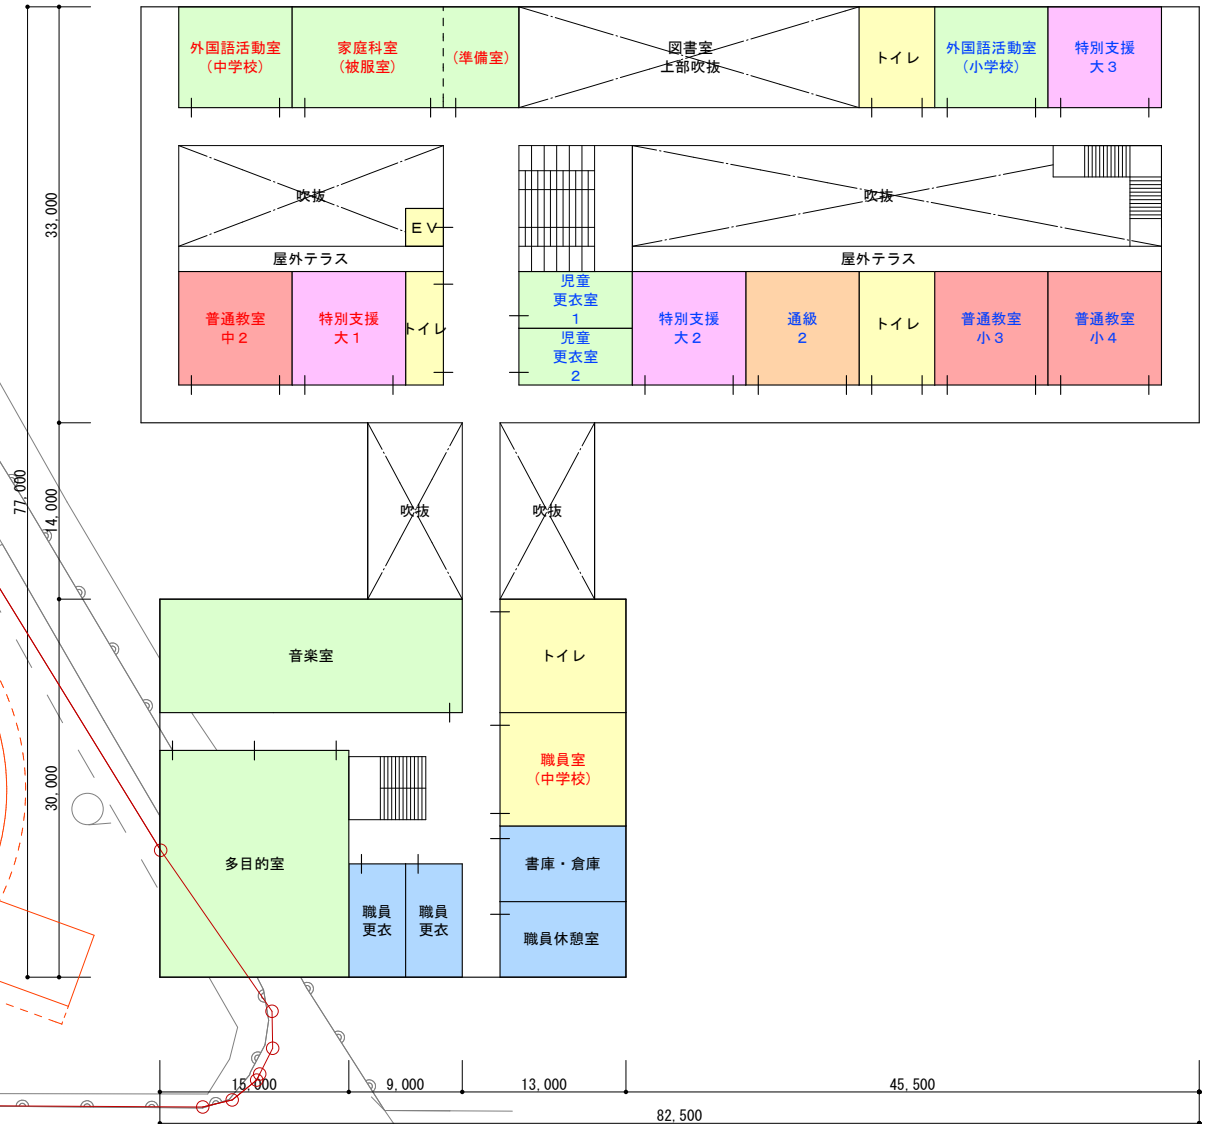 外国語活動室
(中学校)
家庭科室
(被服室)
(準備室)
図書室
上部吹抜
トイレ
外国語活動室
(小学校)
特別支援
大3
吹抜
EV
吹抜
屋外テラス
屋外テラス
普通教室
中2
特別支援
大1
トイレ
児童
更衣室
1
児童
更衣室
2
特別支援
大2
通級
2
トイレ
普通教室
小3
普通教室
小4
33,000
77,000
14,000
30,000
吹抜
吹抜
音楽室
トイレ
職員室
(中学校)
多目的室
書庫・倉庫
職員
更衣
職員
更衣
職員休憩室
15,000
9,000
13,000
45,500
82,500